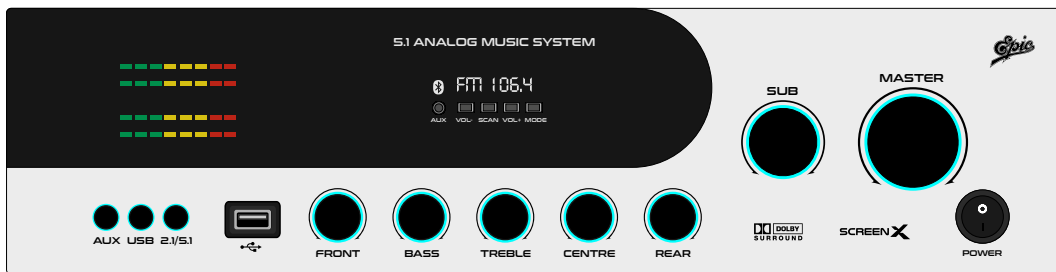 5.1 ANALOG MUSIC SYSTEM
Epic
FM 106.4
AUX VOL- SCAN VOL+ MODE
SUB
MASTER
AUX USB 2.1/5.1
FRONT
BASS
TREBLE
CENTRE
REAR
DOLBY
SURROUND
SCREENX
POWER